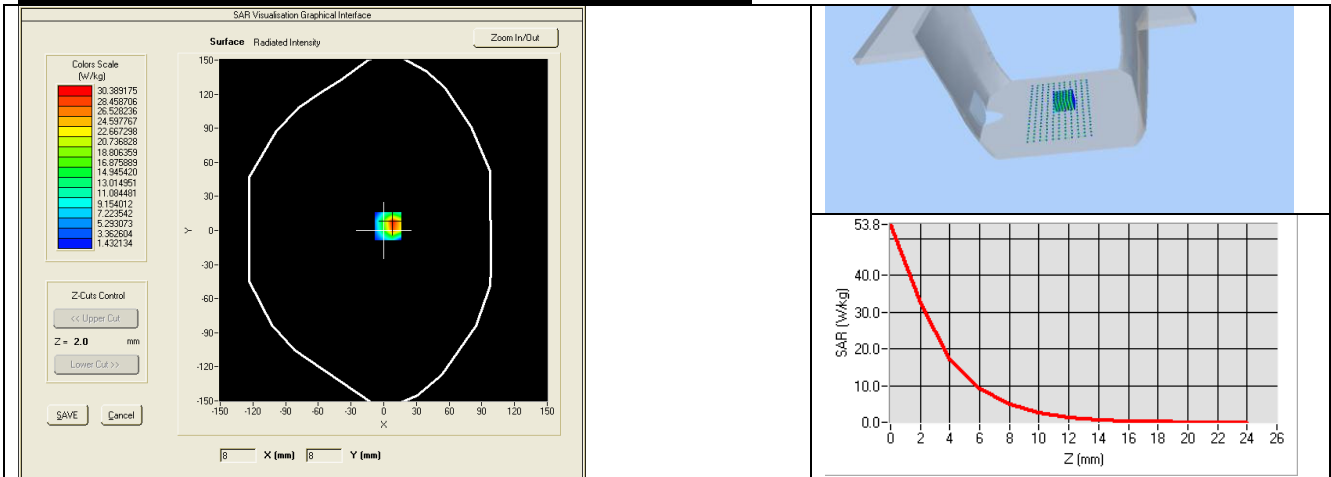 SAR Visualisation Graphical Interface
Surface Radiated Intensity
Zoom In/Out
Colors Scale
(W/kg)
30.389175
28.458706
26.528236
24.597767
22.667298
20.736828
18.806359
16.875889
14.945420
13.014951
11.084481
9.154012
7.223542
5.293073
3.362604
1.432134
Z-Cuts Control
<< Upper Cut
Z = 2.0 mm
Lower Cut >>
SAVE Cancel
150-
120-
90-
60-
30-
0-
-30-
-60-
-90-
-120-
-150-
Y
-150 -120 -90 -60 -30 0 30 60 90 120 150
X
8 X (mm) 8 Y (mm)
53.8-
40.0-
30.0-
20.0-
10.0-
0.0-
SAR (W/kg)
0 2 4 6 8 10 12 14 16 18 20 22 24 26
Z (mm)